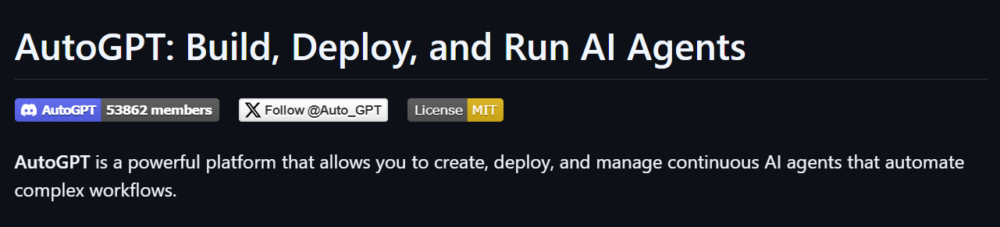 AutoGPT: Build, Deploy, and Run AI Agents
AutoGPT 53862 members Follow @Auto_GPT License MIT
AutoGPT is a powerful platform that allows you to create, deploy, and manage continuous AI agents that automate
complex workflows.